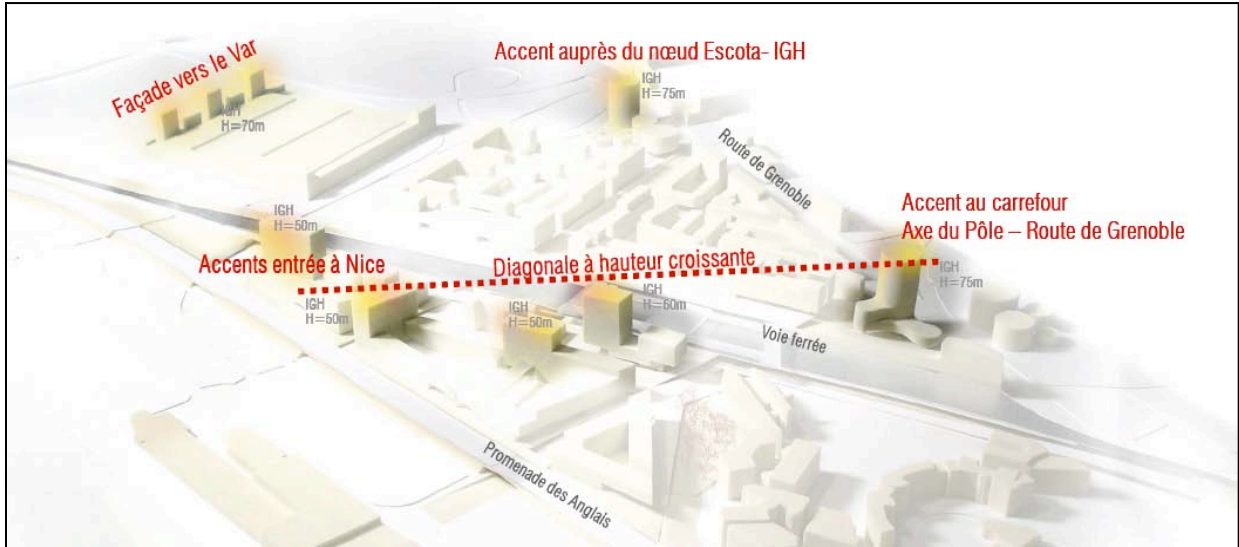 Façade vers le Var
IGH
H=70m
Accent auprès du nœud Escota- IGH
IGH
H=75m
Route de Grenoble
Accent au carrefour
Axe du Pôle – Route de Grenoble
IGH
H=75m
IGH
H=50m
Accents entrée à Nice
Diagonale à hauteur croissante
IGH
H=50m
IGH
H=50m
IGH
H=60m
Voie ferrée
Promenade des Anglais